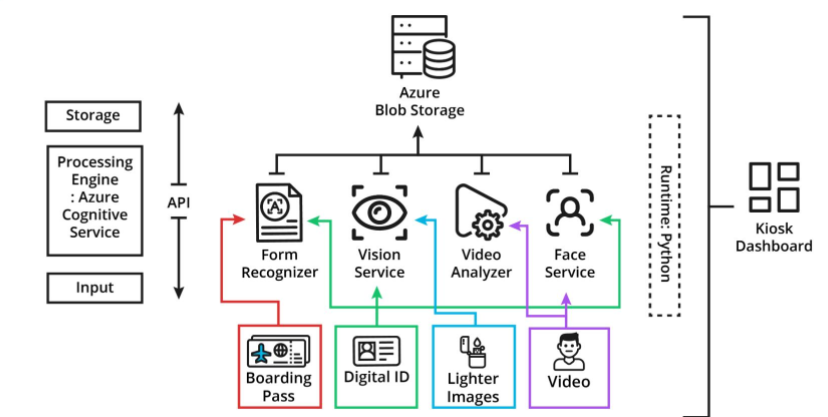 Azure
Blob Storage
Storage
Processing
Engine
: Azure
Cognitive
Service
API
Input
Form
Recognizer
Vision
Service
Video
Analyzer
Face
Service
Runtime: Python
Kiosk
Dashboard
Boarding
Pass
Digital ID
Lighter
Images
Video